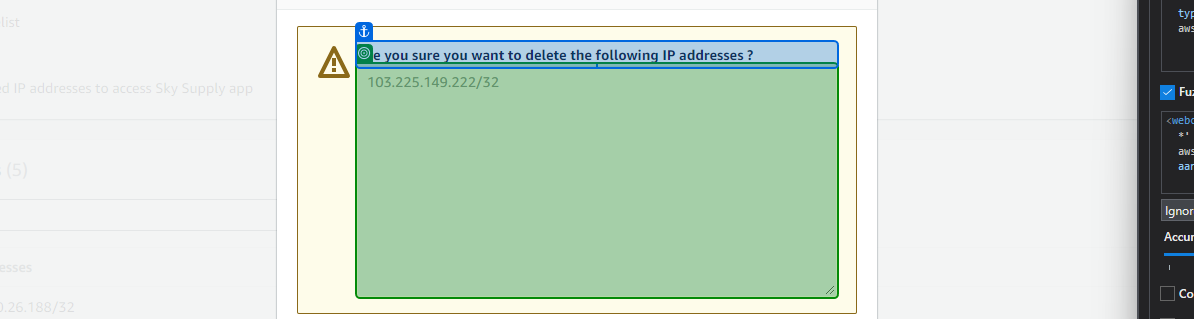 list
Are you sure you want to delete the following IP addresses ?
103.225.149.222/32
ed IP addresses to access Sky Supply app
s (5)
esses
0.26.188/32
typ
aws
Fuz
<webc
*'
aws
aar
Ignor
Accur
Co